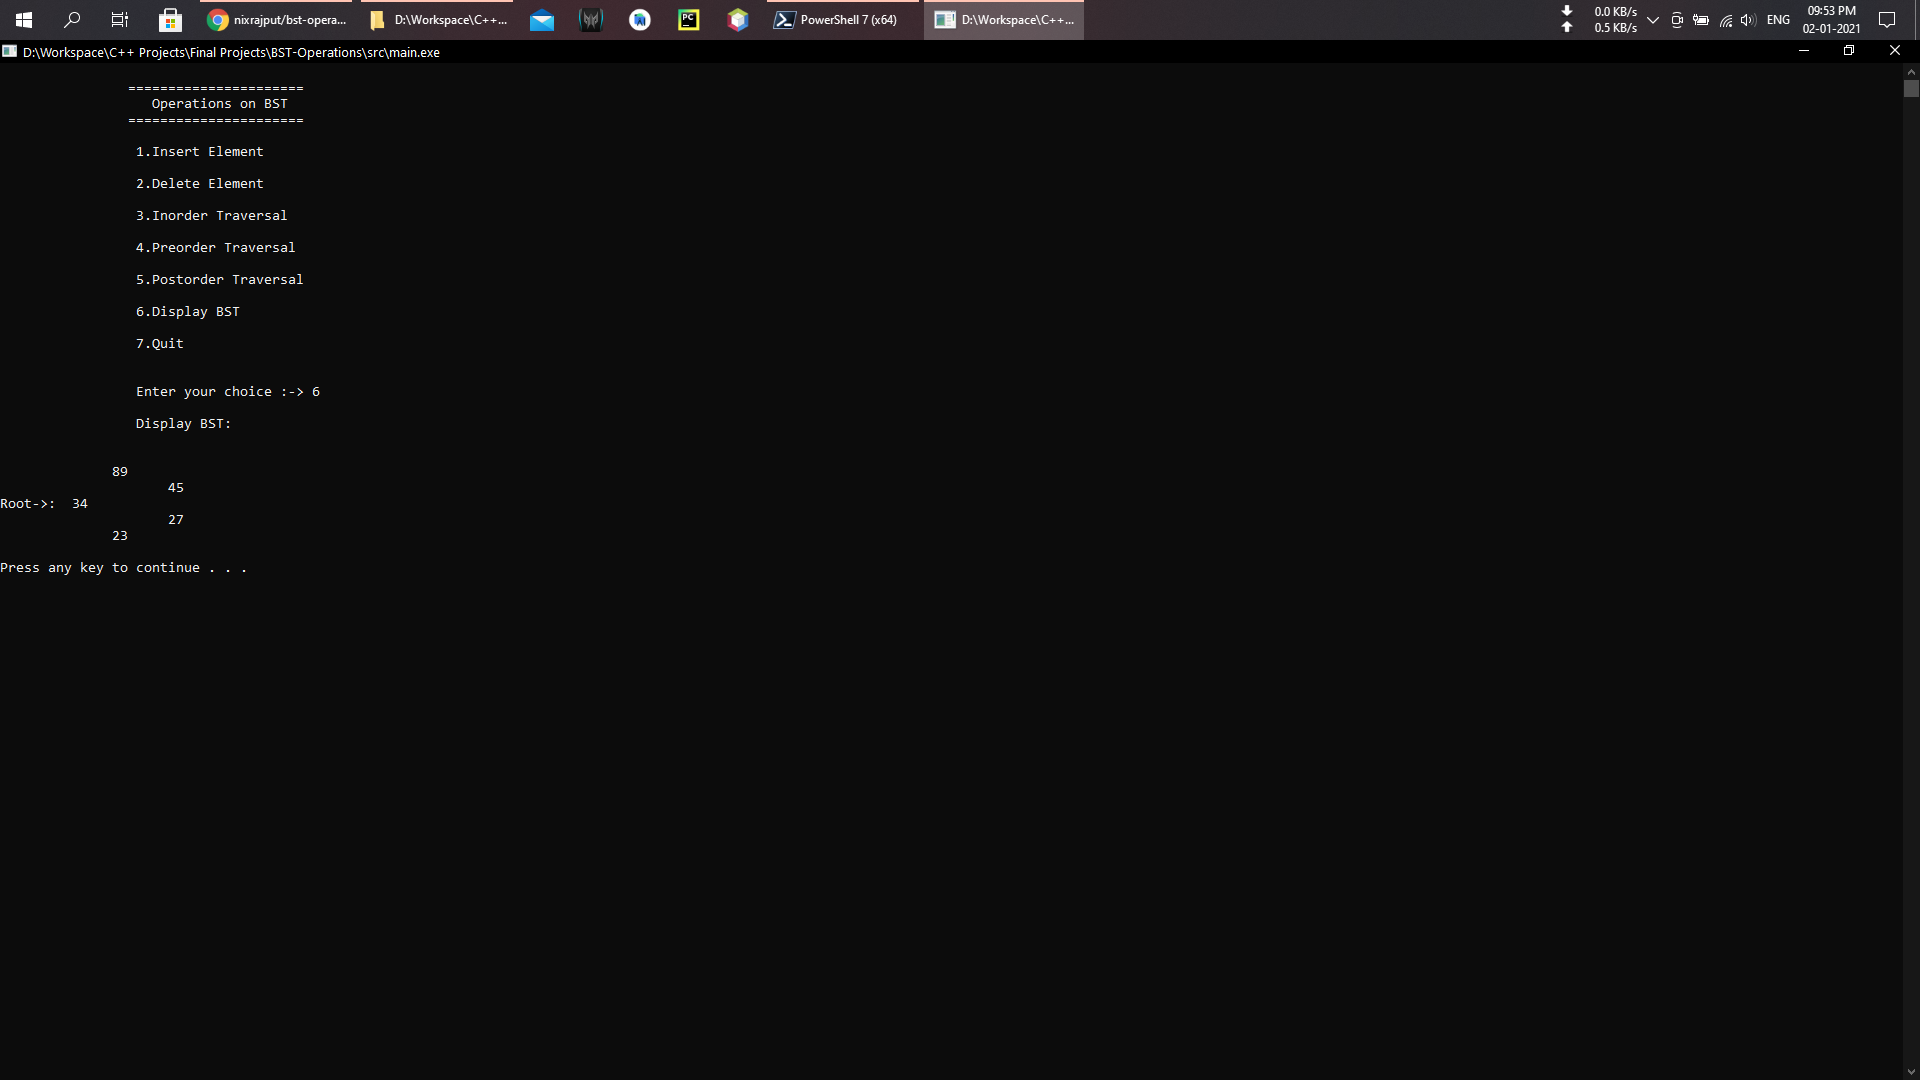 nixrajput/bst-opera...
D:\Workspace\C++...
PowerShell 7 (x64)
D:\Workspace\C++...
0.0 KB/s
0.5 KB/s
ENG
09:53 PM
02-01-2021
D:\Workspace\C++ Projects\Final Projects\BST-Operations\src\main.exe
======================
Operations on BST
======================
1.Insert Element
2.Delete Element
3.Inorder Traversal
4.Preorder Traversal
5.Postorder Traversal
6.Display BST
7.Quit
Enter your choice :-> 6
Display BST:
89
45
Root->: 34
27
23
Press any key to continue . . .